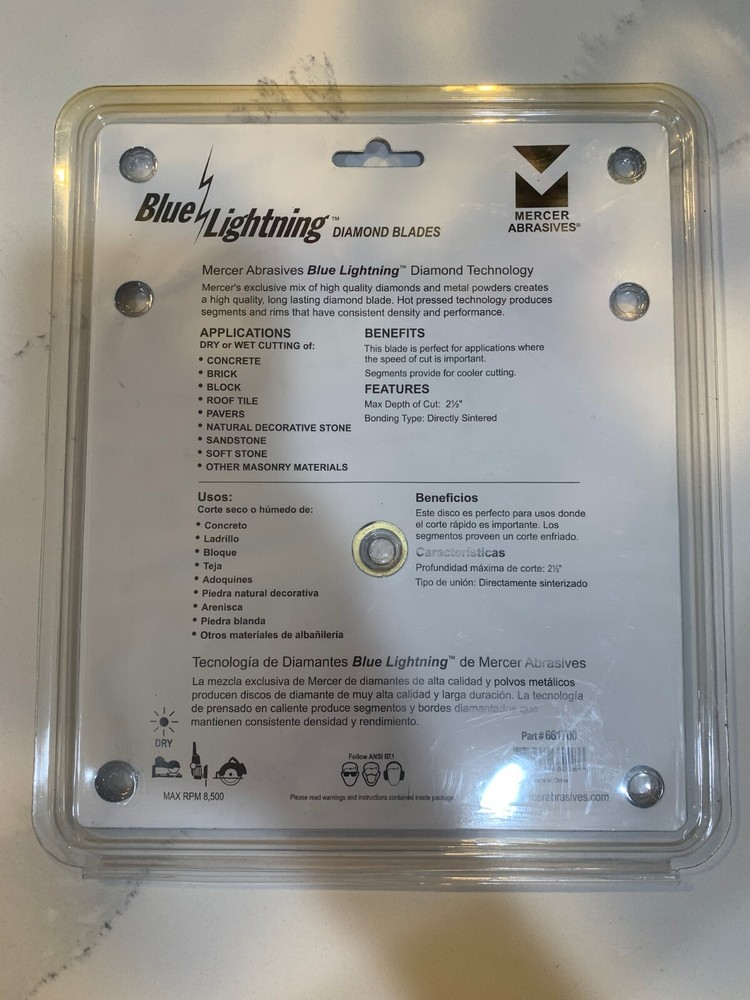 Blue Lightning™ DIAMOND BLADES
MERCER
ABRASIVES®
Mercer Abrasives Blue Lightning™ Diamond Technology
Mercer's exclusive mix of high quality diamonds and metal powders creates
a high quality, long lasting diamond blade. Hot pressed technology produces
segments and rims that have consistent density and performance.
APPLICATIONS
DRY or WET CUTTING of:
• CONCRETE
• BRICK
• BLOCK
• ROOF TILE
• PAVERS
• NATURAL DECORATIVE STONE
• SANDSTONE
• SOFT STONE
• OTHER MASONRY MATERIALS
BENEFITS
This blade is perfect for applications where
the speed of cut is important.
Segments provide for cooler cutting.
FEATURES
Max Depth of Cut: 2½"
Bonding Type: Directly Sintered
Usos:
Corte seco o húmedo de:
• Concreto
• Ladrillo
• Bloque
• Teja
• Adoquines
• Piedra natural decorativa
• Arenisca
• Piedra blanda
• Otros materiales de albañilería
Beneficios
Este disco es perfecto para usos donde
el corte rápido es importante. Los
segmentos proveen un corte enfriado.
Características
Profundidad máxima de corte: 2½"
Tipo de unión: Directamente sinterizado
Tecnología de Diamantes Blue Lightning™ de Mercer Abrasives
La mezcla exclusiva de Mercer de diamantes de alta calidad y polvos metálicos
producen discos de diamante de muy alta calidad y larga duración. La tecnología
de prensado en caliente produce segmentos y bordes diamantados que
mantienen consistente densidad y rendimiento.
DRY
MAX RPM 8,500
Follow ANSI B7.1
Please read warnings and instructions contained inside package
Part # 661700